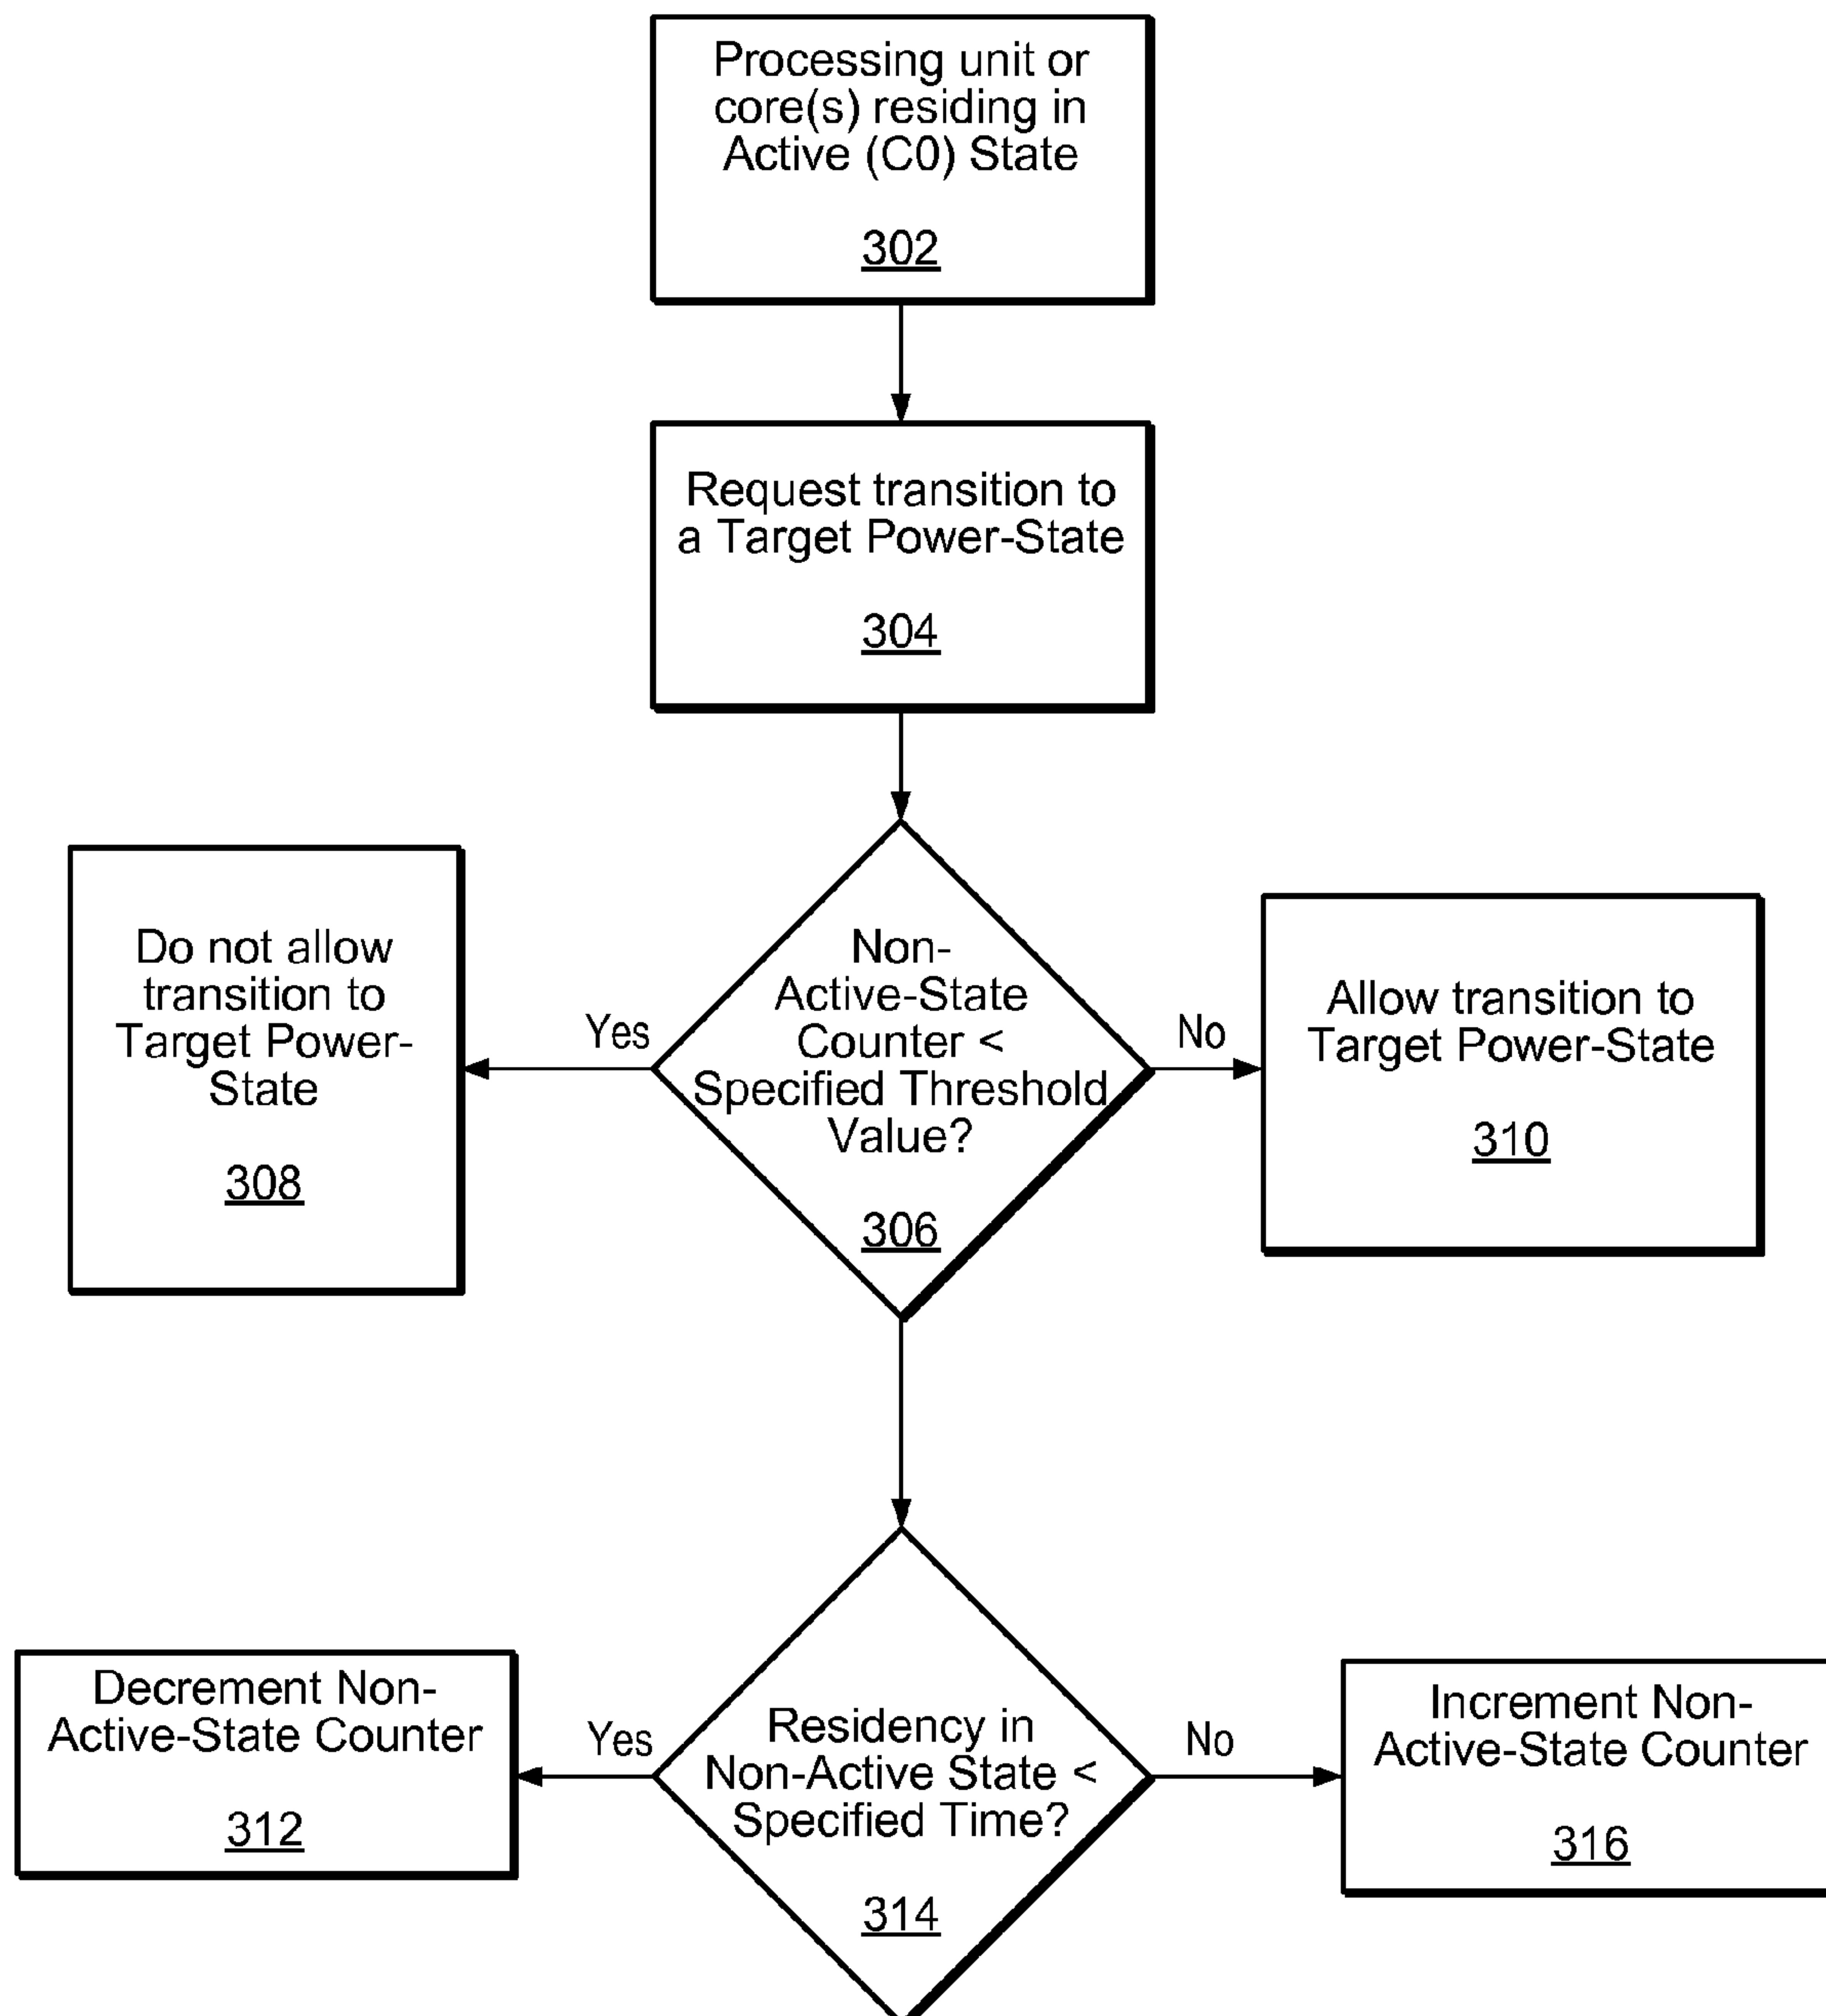 Processing unit or
core(s) residing in
Active (C0) State
302
Request transition to
a Target Power-State
304
Do not allow
transition to
Target Power-
State
308
Yes
Non-
Active-State
Counter <
Specified Threshold
Value?
306
No
Allow transition to
Target Power-State
310
Decrement Non-
Active-State Counter
312
Yes
Residency in
Non-Active State <
Specified Time?
314
No
Increment Non-
Active-State Counter
316